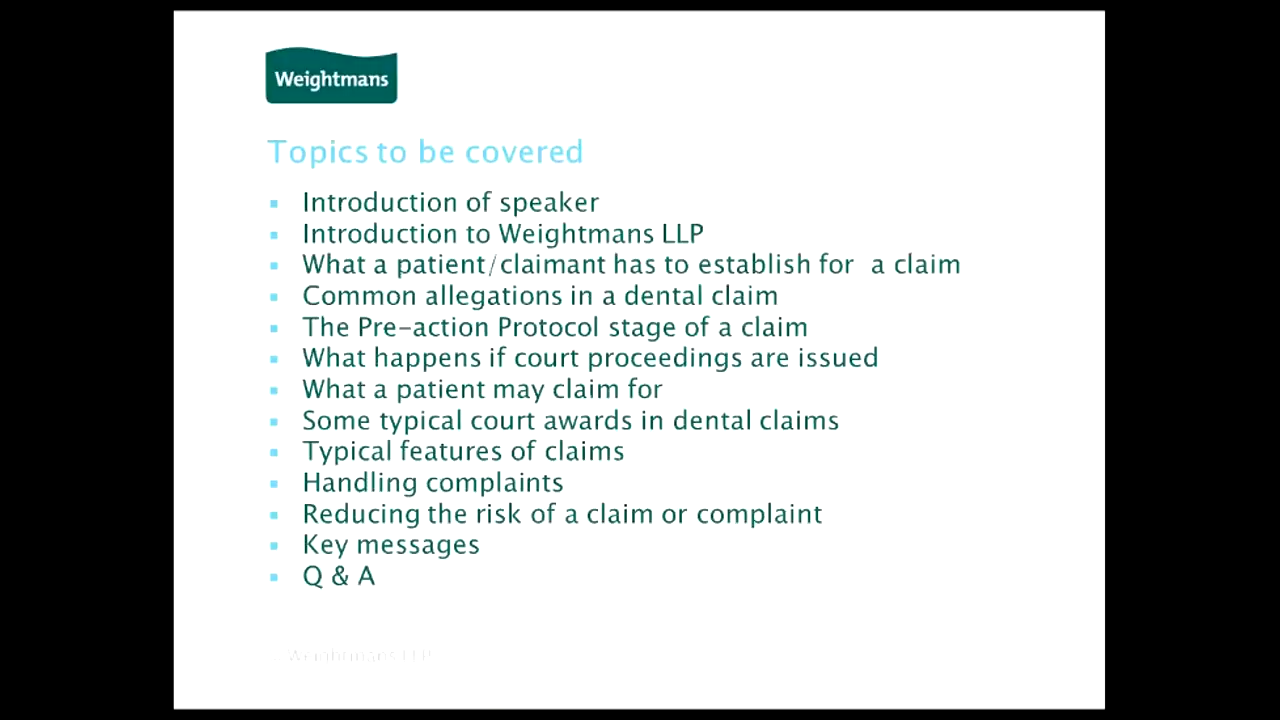 Weightmans
Topics to be covered
Introduction of speaker
Introduction to Weightmans LLP
What a patient/claimant has to establish for  a claim
Common allegations in a dental claim
The Pre-action Protocol stage of a claim
What happens if court proceedings are issued
What a patient may claim for
Some typical court awards in dental claims
Typical features of claims
Handling complaints
Reducing the risk of a claim or complaint
Key messages
Q & A
Weightmans LLP